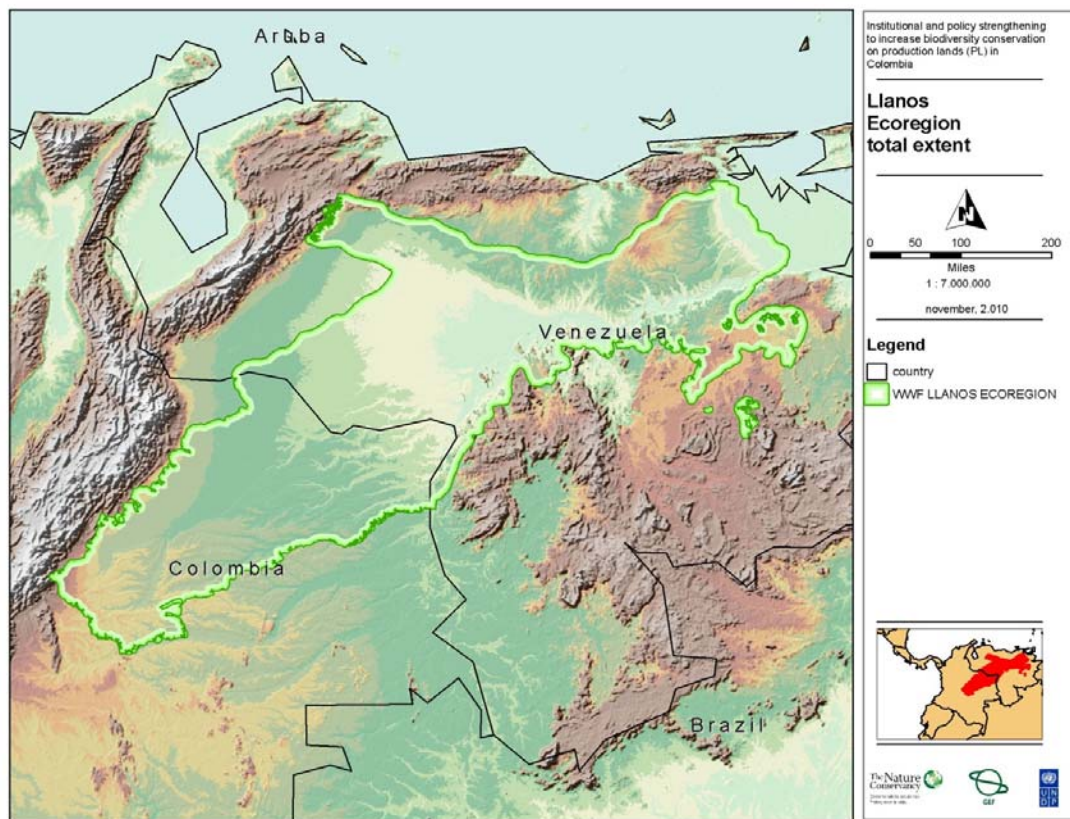 Aruba
Venezuela
Colombia
Brazil
Institutional and policy strengthening
to increase biodiversity conservation
on production lands (PL) in
Colombia
Llanos
Ecoregion
total extent
N
0 50 100 200
Miles
1 : 7.000.000
november, 2.010
Legend
country
WWF LLANOS ECOREGION
The Nature
Conservancy
GEF
U N
D P